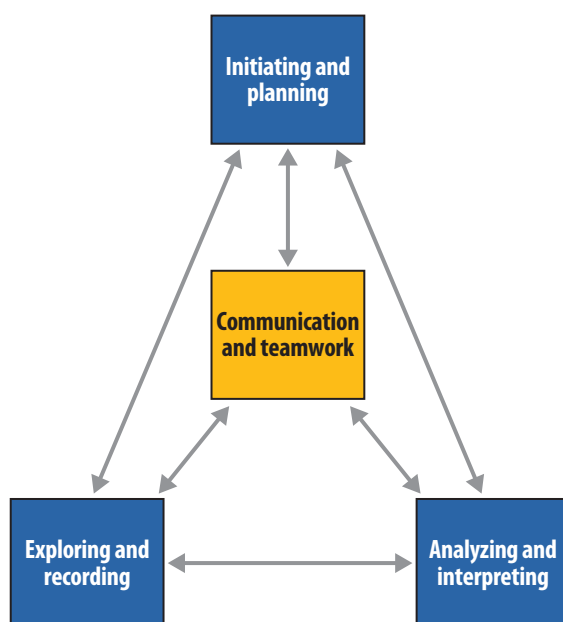 Initiating and
planning
Communication
and teamwork
Exploring and
recording
Analyzing and
interpreting